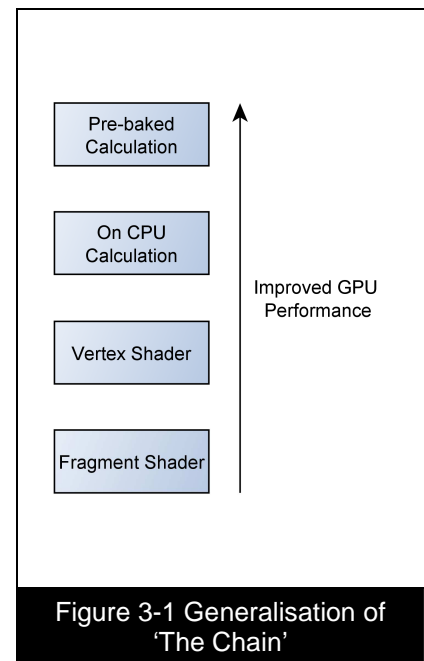 Pre-baked
Calculation
On CPU
Calculation
Improved GPU
Performance
Vertex Shader
Fragment Shader
Figure 3-1 Generalisation of
‘The Chain’